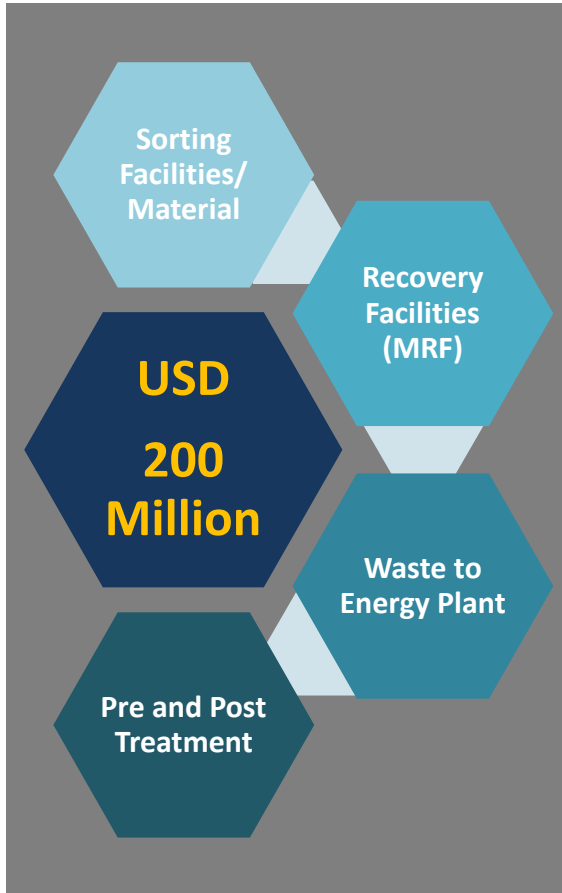 Sorting
Facilities/
Material
Recovery
Facilities
(MRF)
USD
200
Million
Waste to
Energy Plant
Pre and Post
Treatment